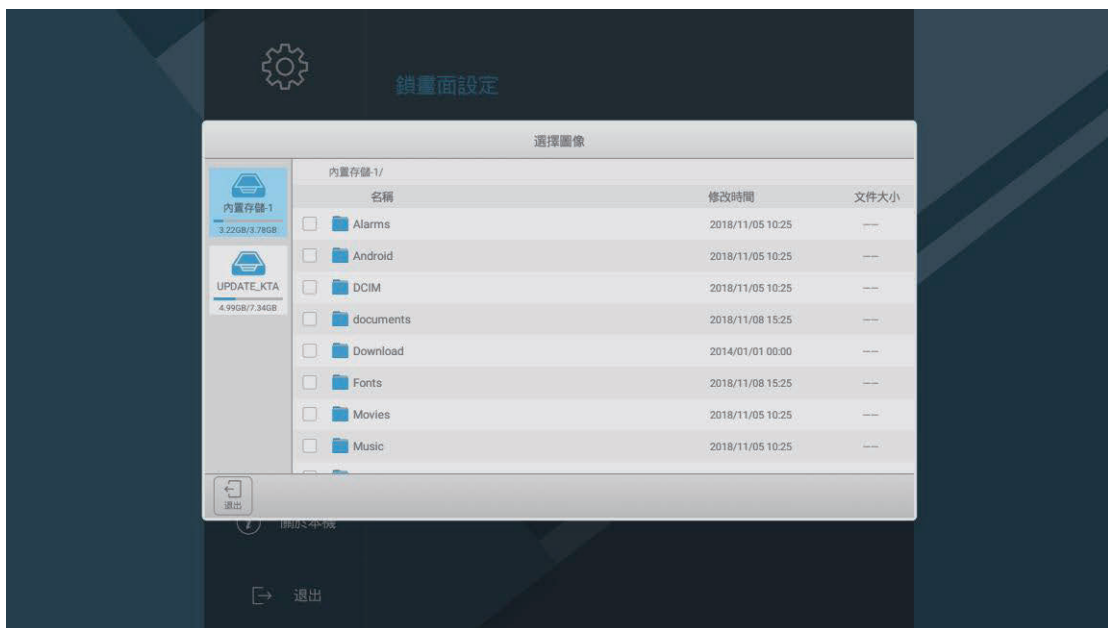 鎖畫面設定
選擇圖像
內置存儲-1
3.22GB/3.78GB
UPDATE_KTA
4.99GB/7.34GB
內置存儲-1/
名稱 修改時間 文件大小
Alarms 2018/11/05 10:25 ----
Android 2018/11/05 10:25 ----
DCIM 2018/11/05 10:25 ----
documents 2018/11/08 15:25 ----
Download 2014/01/01 00:00 ----
Fonts 2018/11/08 15:25 ----
Movies 2018/11/05 10:25 ----
Music 2018/11/05 10:25 ----
退出
關於本機
退出